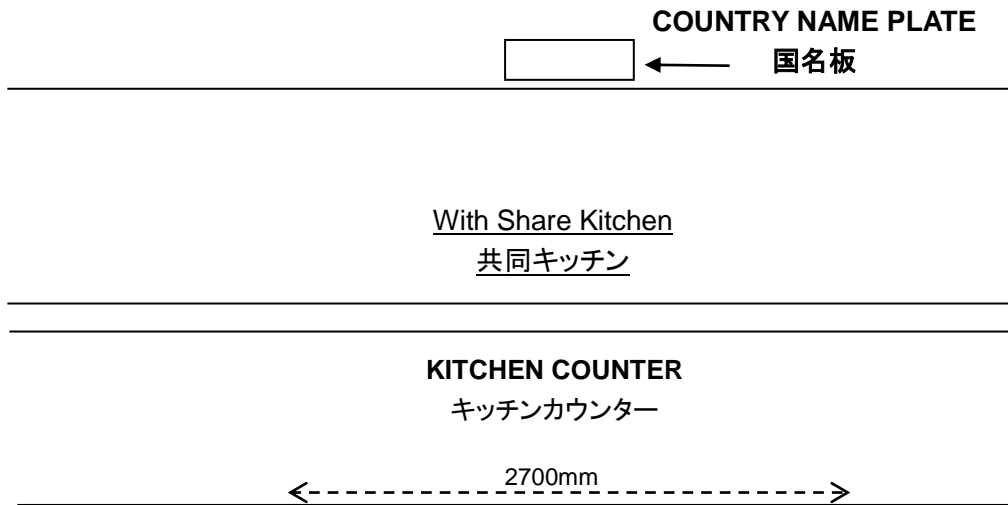 COUNTRY NAME PLATE
国名板
With Share Kitchen
共同キッチン
KITCHEN COUNTER
キッチンカウンター
2700mm